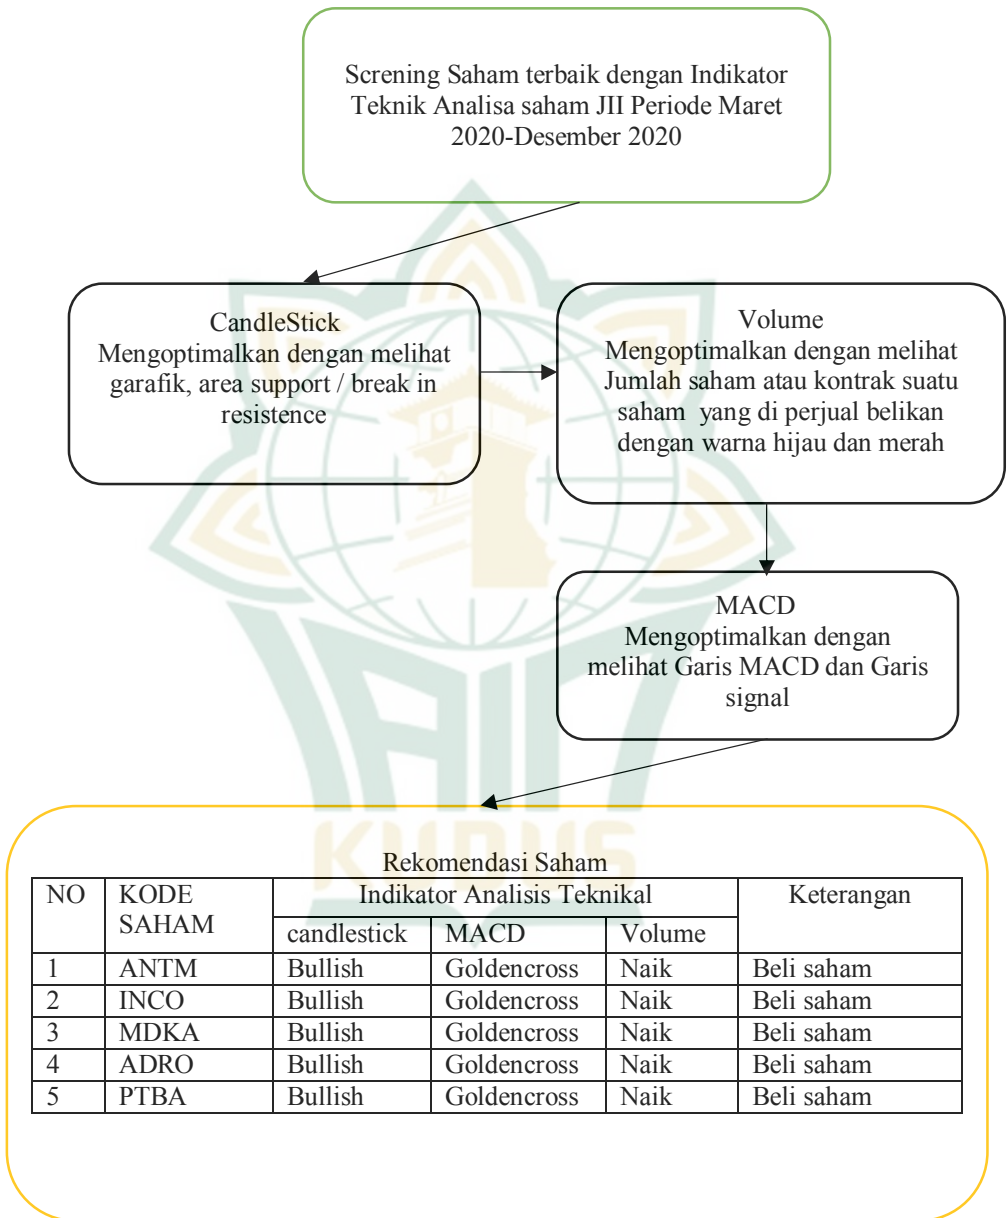 Screning Saham terbaik dengan Indikator
Teknik Analisa saham JII Periode Maret
2020-Desember 2020
CandleStick
Mengoptimalkan dengan melihat
garafik, area support / break in
resistence
Volume
Mengoptimalkan dengan melihat
Jumlah saham atau kontrak suatu
saham yang di perjual belikan
dengan warna hijau dan merah
MACD
Mengoptimalkan dengan
melihat Garis MACD dan Garis
signal
KUDUS
Rekomendasi Saham
NO KODE SAHAM Indikator Analisis Teknikal Keterangan
candlestick MACD Volume
1 ANTM Bullish Goldencross Naik Beli saham
2 INCO Bullish Goldencross Naik Beli saham
3 MDKA Bullish Goldencross Naik Beli saham
4 ADRO Bullish Goldencross Naik Beli saham
5 PTBA Bullish Goldencross Naik Beli saham